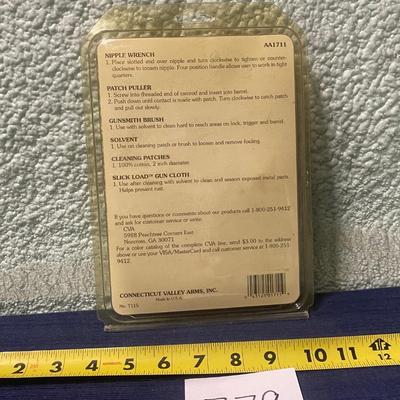 NIPPLE WRENCH
AA1711
1. Place slotted end over nipple and turn clockwise to tighten or counter-
clockwise to loosen nipple. Four position handle allows user to work in tight
quarters.
PATCH PULLER
1. Screw into threaded end of ramrod and insert into barrel.
2. Push down until contact is made with patch. Turn clockwise to catch patch
and pull out slowly.
GUNSMITH BRUSH
1. Use with solvent to clean hard to reach areas on lock, trigger and barrel.
SOLVENT
1. Use on cleaning patch or brush to loosen and remove fouling.
CLEANING PATCHES
1. 100% cotton, 2 inch diameter.
SLICK LOAD™ GUN CLOTH
1. Use after cleaning with solvent to clean and season exposed metal parts.
Helps prevent rust.
If you have questions or comments about our products call 1-800-251-9412
and ask for customer service or write:
CVA
5988 Peachtree Corners East
Norcross, GA 30071
For a color catalog of the complete CVA line, send $3.00 to the address
above or use your VISA/MasterCard and call customer service at 1-800-
251-9412.
CONNECTICUT VALLEY ARMS, INC.
Made in U.S.A.
No. 7115
2 3 4 5 6 7 8 9 10 11 12